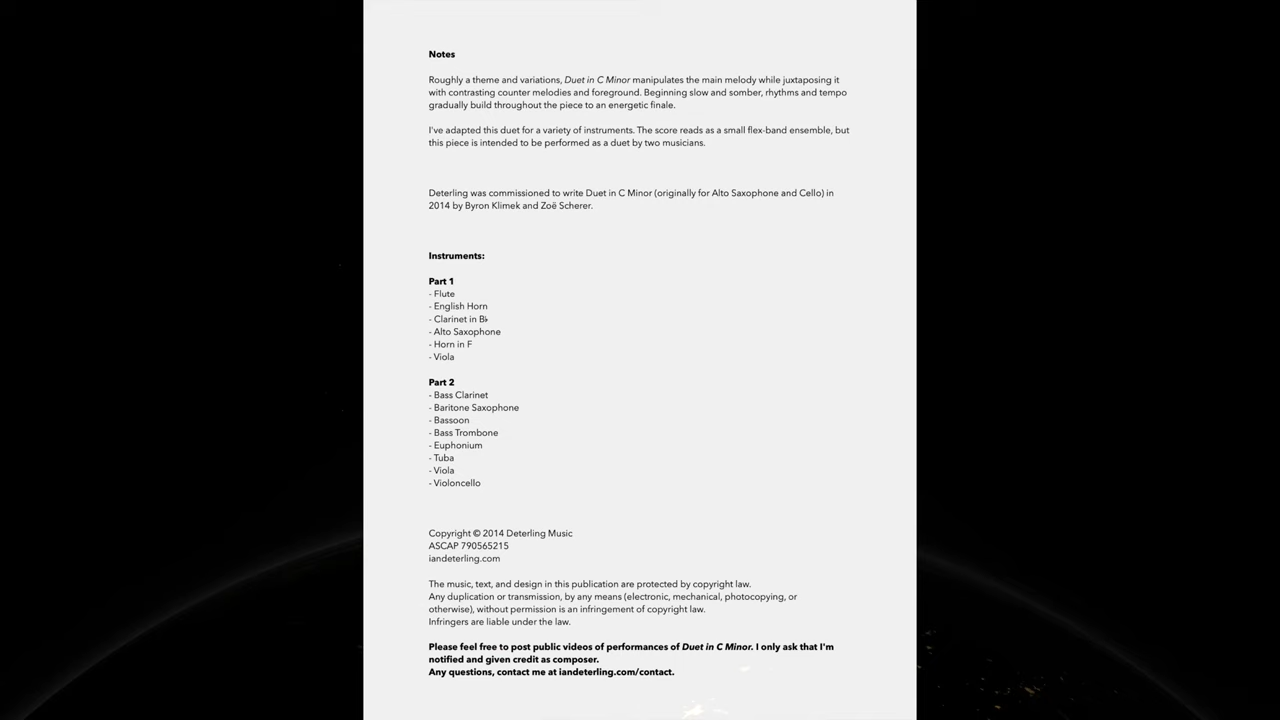 Notes
Roughly a theme and variations, Duet in C Minor manipulates the main melody while juxtaposing it
with contrasting counter melodies and foreground. Beginning slow and somber, rhythms and tempo
gradually build throughout the piece to an energetic finale.
I've adapted this duet for a variety of instruments. The score reads as a small flex-band ensemble, but
this piece is intended to be performed as a duet by two musicians.
Deterling was commissioned to write Duet in C Minor (originally for Alto Saxophone and Cello) in
2014 by Byron Klimek and Zoë Scherer.
Instruments:
Part 1
- Flute
- English Horn
- Clarinet in B♭
- Alto Saxophone
- Horn in F
- Viola
Part 2
- Bass Clarinet
- Baritone Saxophone
- Bassoon
- Bass Trombone
- Euphonium
- Tuba
- Viola
- Violoncello
Copyright © 2014 Deterling Music
ASCAP 790565215
iandeterling.com
The music, text, and design in this publication are protected by copyright law.
Any duplication or transmission, by any means (electronic, mechanical, photocopying, or
otherwise), without permission is an infringement of copyright law.
Infringers are liable under the law.
Please feel free to post public videos of performances of Duet in C Minor. I only ask that I'm
notified and given credit as composer.
Any questions, contact me at iandeterling.com/contact.